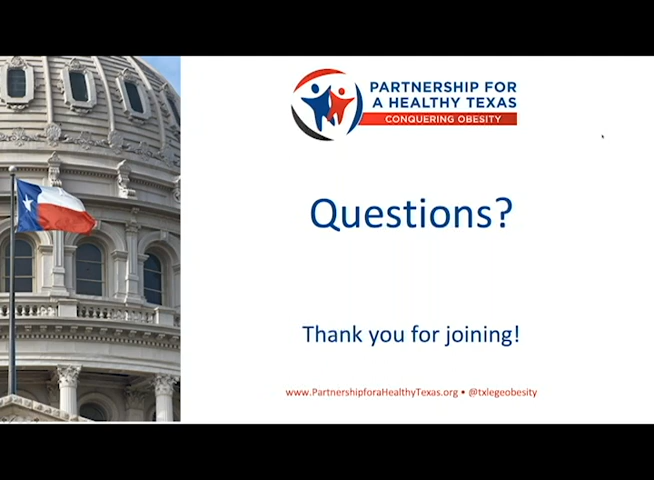 PARTNERSHIP FOR
A HEALTHY TEXAS
CONQUERING OBESITY
Questions?
Thank you for joining!
www.PartnershipforaHealthyTexas.org • @txlegeobesity